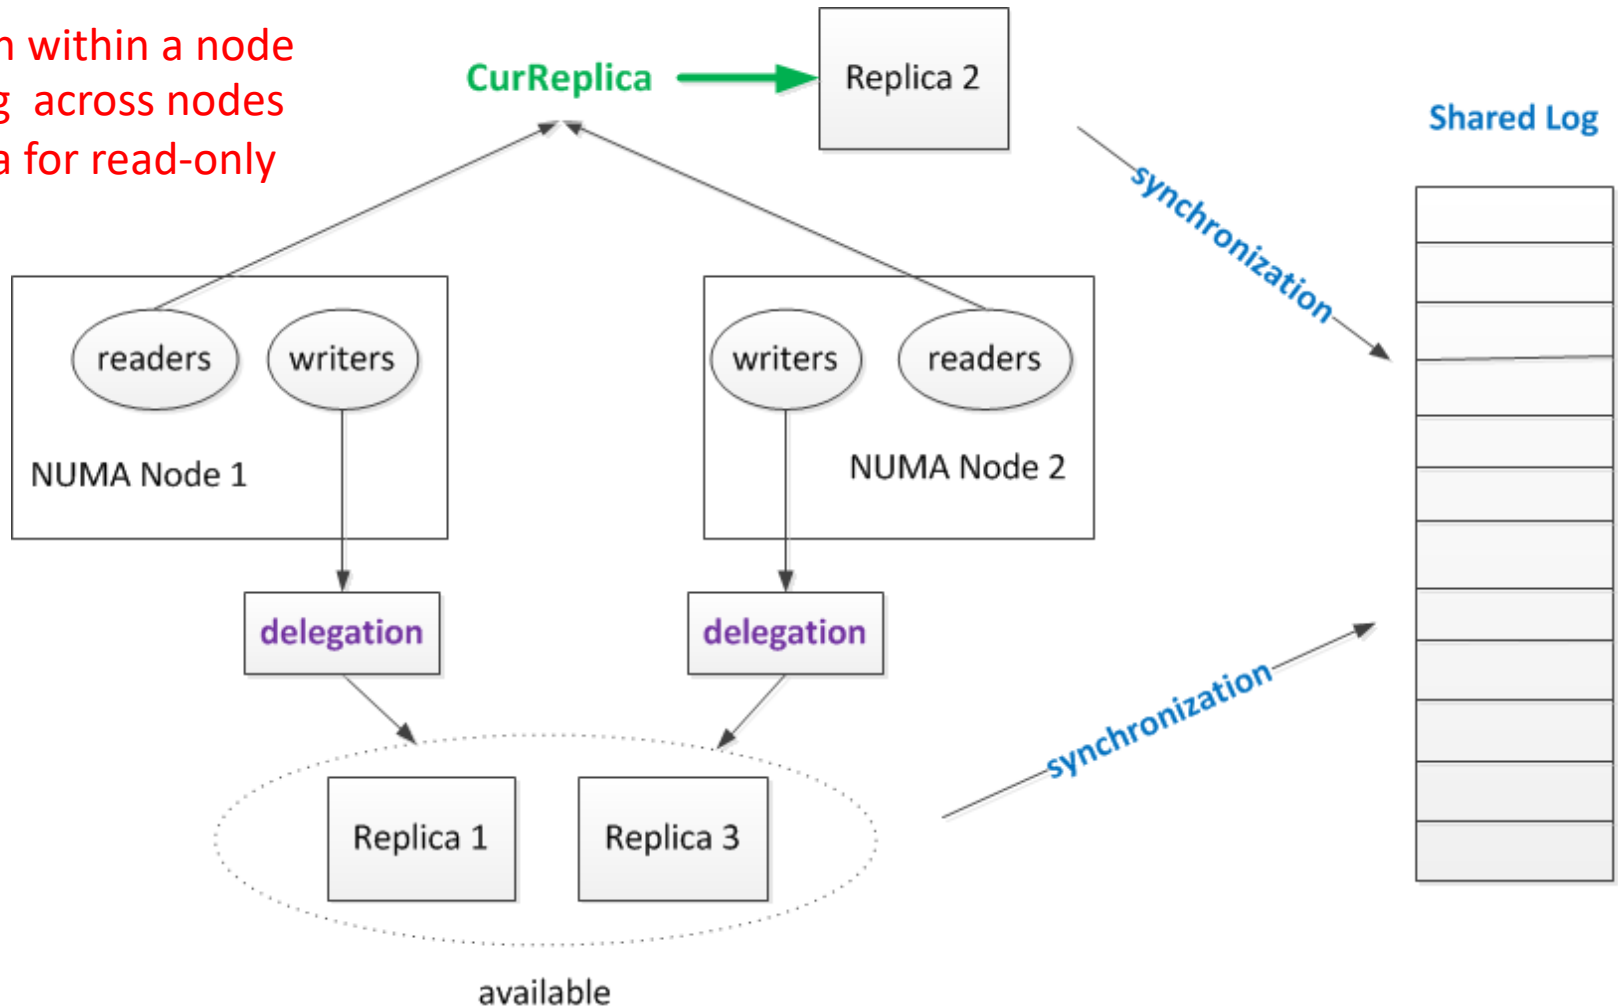 within a node
across nodes
for read-only
CurReplica
Replica 2
Shared Log
synchronization
readers
writers
NUMA Node 1
writers
readers
NUMA Node 2
delegation
delegation
synchronization
Replica 1
Replica 3
available